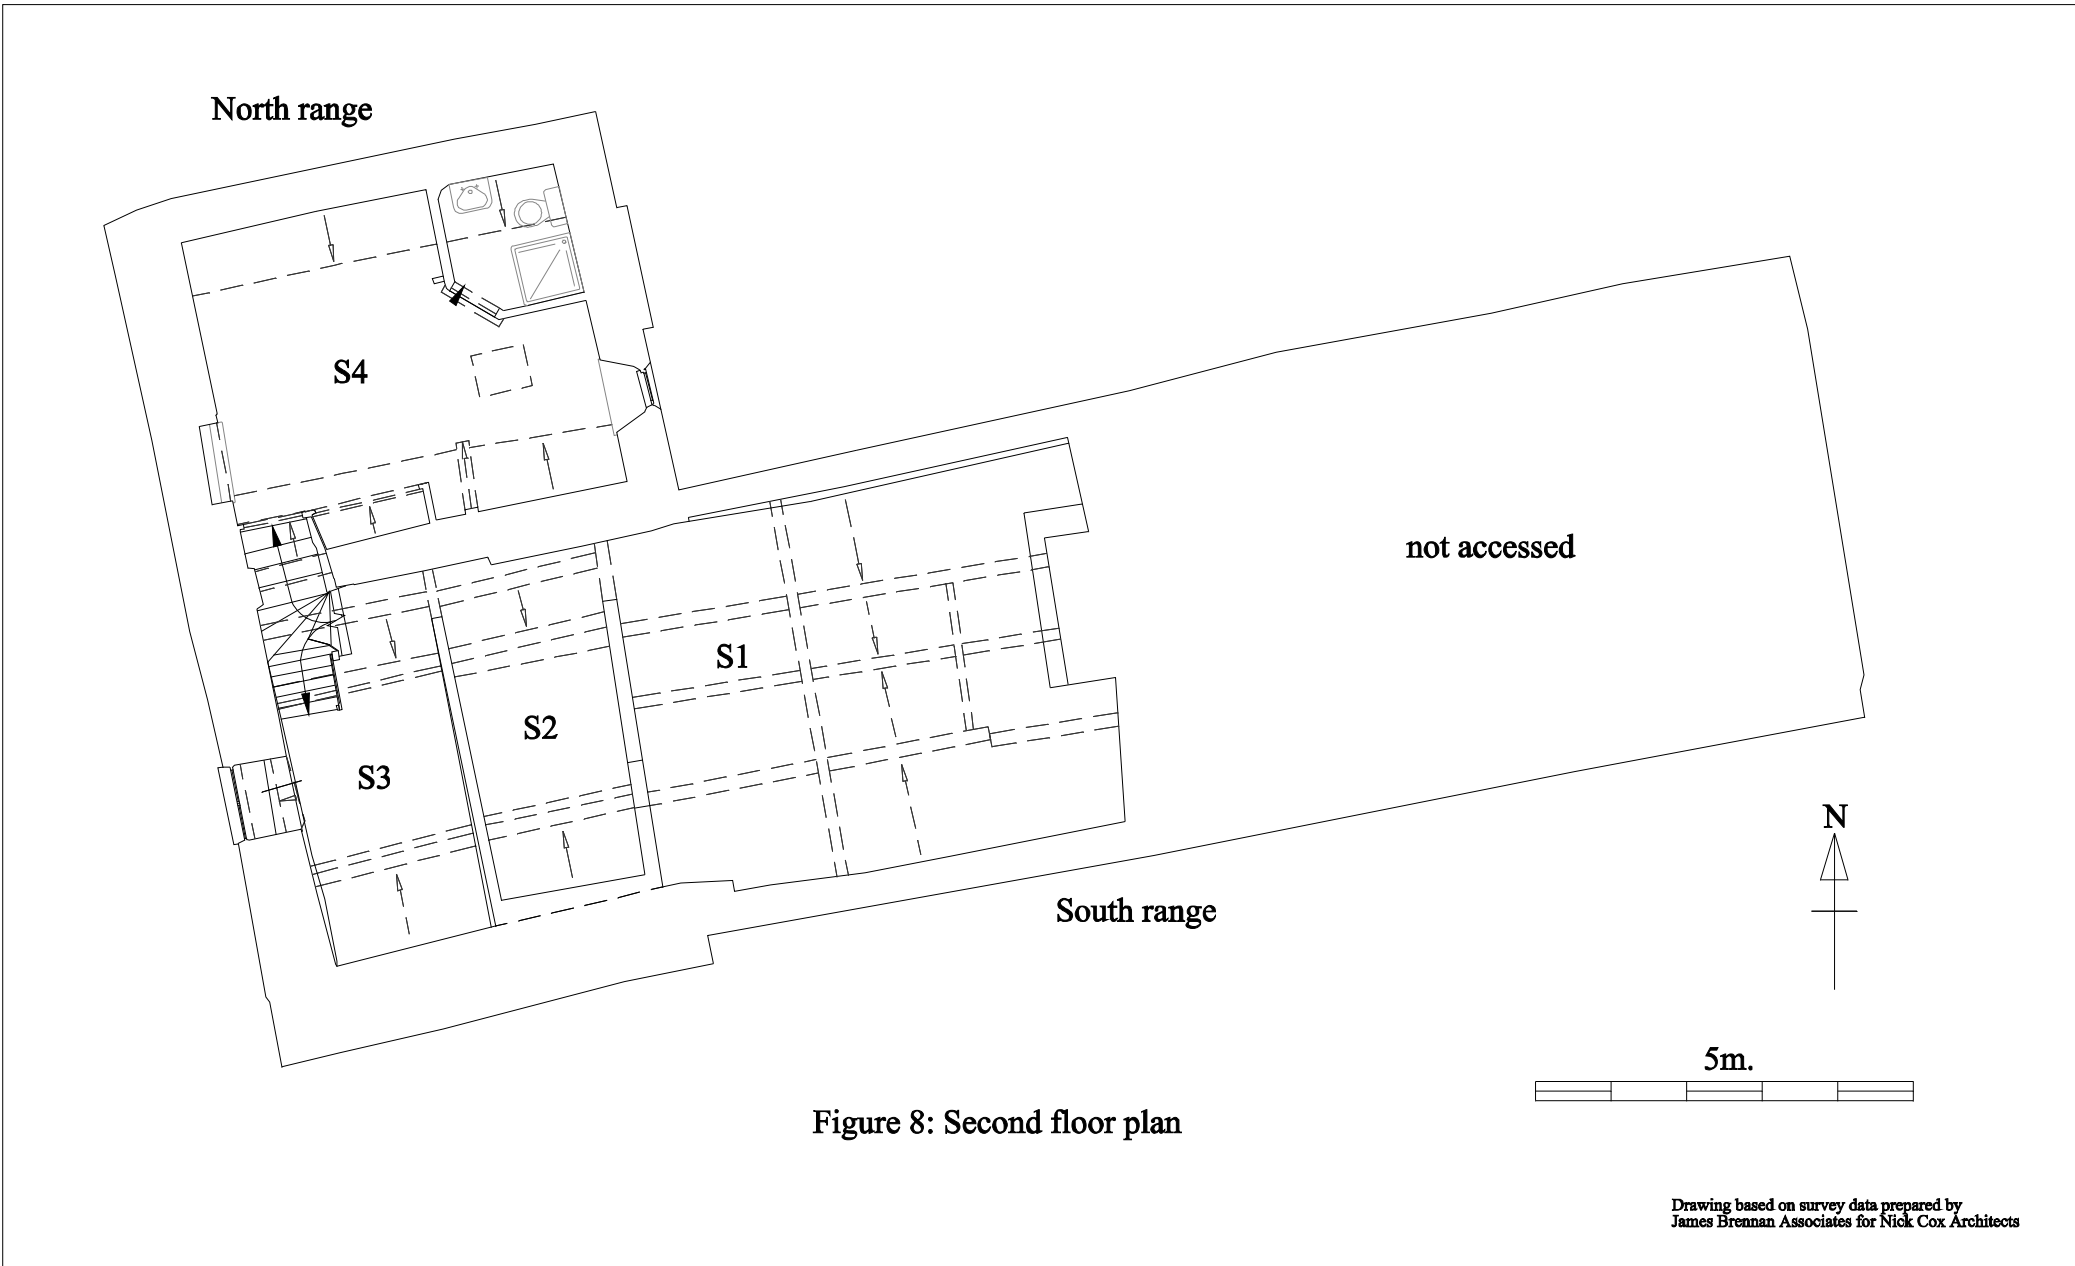 North range
S4
not accessed
S1
S2
S3
N
South range
5m.
Figure 8: Second floor plan
Drawing based on survey data prepared by
James Brennan Associates for Nick Cox Architects